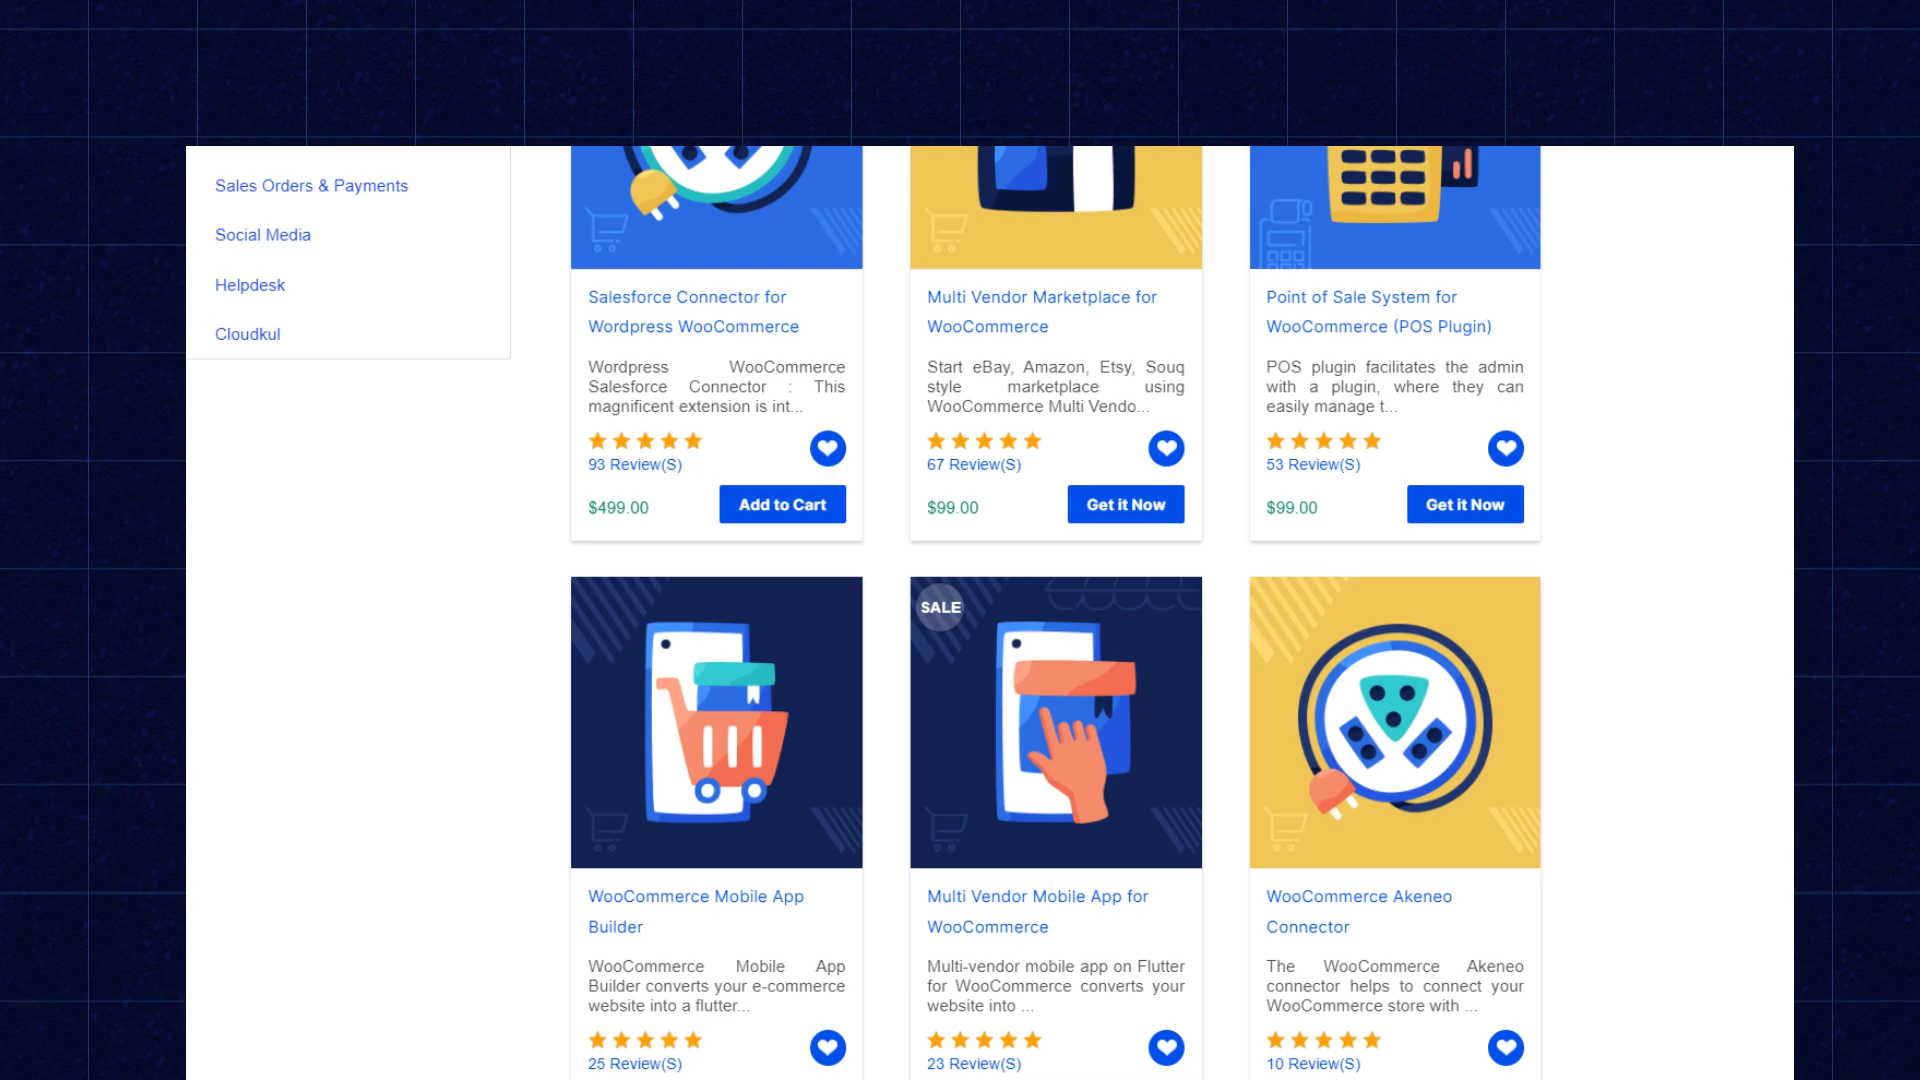 Sales Orders & Payments
Social Media
Helpdesk
Cloudkul
Salesforce Connector for
Wordpress WooCommerce
Wordpress WooCommerce
Salesforce Connector : This
magnificent extension is int...
93 Review(S)
$499.00
Add to Cart
Multi Vendor Marketplace for
WooCommerce
Start eBay, Amazon, Etsy, Souq
style marketplace using
WooCommerce Multi Vendo...
67 Review(S)
$99.00
Get it Now
Point of Sale System for
WooCommerce (POS Plugin)
POS plugin facilitates the admin
with a plugin, where they can
easily manage t...
53 Review(S)
$99.00
Get it Now
WooCommerce Mobile App
Builder
WooCommerce Mobile App
Builder converts your e-commerce
website into a flutter...
25 Review(S)
SALE
Multi Vendor Mobile App for
WooCommerce
Multi-vendor mobile app on Flutter
for WooCommerce converts your
website into ...
23 Review(S)
WooCommerce Akeneo
Connector
The WooCommerce Akeneo
connector helps to connect your
WooCommerce store with ...
10 Review(S)